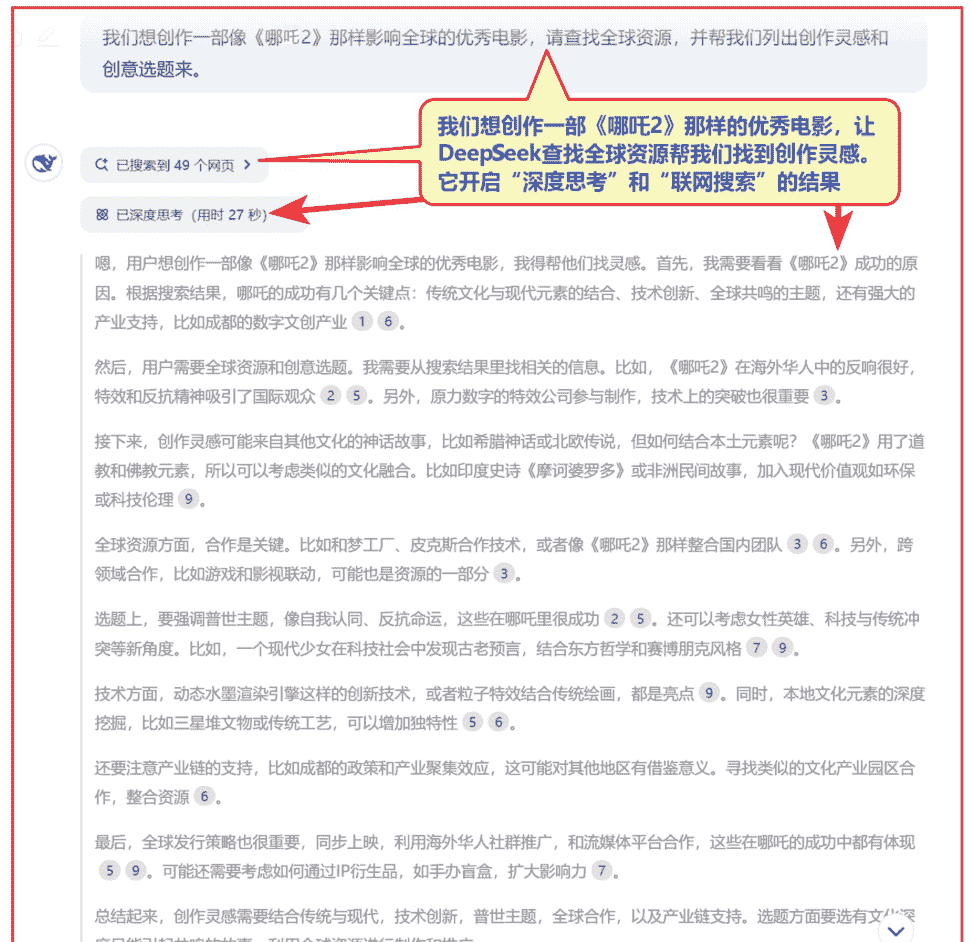 我们想创作一部像《哪吒2》那样影响全球的优秀电影，请查找全球资源，并帮我们列出创作灵感和
创意选题来。
我们想创作一部《哪吒2》那样的优秀电影，让
DeepSeek查找全球资源帮我们找到创作灵感。
它开启“深度思考”和“联网搜索”的结果
已搜索到 49 个网页 >
已深度思考（用时 27 秒）
嗯，用户想创作一部像《哪吒2》那样影响全球的优秀电影，我得帮他们找灵感。首先，我需要看看《哪吒2》成功的原
因。根据搜索结果，哪吒的成功有几个关键点：传统文化与现代元素的结合、技术创新、全球共鸣的主题，还有强大的
产业支持，比如成都的数字文创产业 1 6 。
然后，用户需要全球资源和创意选题。我需要从搜索结果里找相关的信息。比如，《哪吒2》在海外华人中的反响很好，
特效和反抗精神吸引了国际观众 2 5 。另外，原力数字的特效公司参与制作，技术上的突破也很重要 3 。
接下来，创作灵感可能来自其他文化的神话故事，比如希腊神话或北欧传说，但如何结合本土元素呢？《哪吒2》用了道
教和佛教元素，所以可以考虑类似的文化融合。比如印度史诗《摩诃婆罗多》或非洲民间故事，加入现代价值观如环保
或科技伦理 9 。
全球资源方面，合作是关键。比如和梦工厂、皮克斯合作技术，或者像《哪吒2》那样整合国内团队 3 6 。另外，跨
领域合作，比如游戏和影视联动，可能也是资源的一部分 3 。
选题上，要强调普世主题，像自我认同、反抗命运，这些在哪吒里很成功 2 5 。还可以考虑女性英雄、科技与传统冲
突等新角度。比如，一个现代少女在科技社会中发现古老预言，结合东方哲学和赛博朋克风格 7 9 。
技术方面，动态水墨渲染引擎这样的创新技术，或者粒子特效结合传统绘画，都是亮点 9 。同时，本地文化元素的深度
挖掘，比如三星堆文物或传统工艺，可以增加独特性 5 6 。
还要注意产业链的支持，比如成都的政策和产业聚集效应，这可能对其他地区有借鉴意义。寻找类似的文化产业园区合
作，整合资源 6 。
最后，全球发行策略也很重要，同步上映，利用海外华人社群推广，和流媒体平台合作，这些在哪吒的成功中都有体现
5 9 。可能还需要考虑如何通过IP衍生品，如手办盲盒，扩大影响力 7 。
总结起来，创作灵感需要结合传统与现代，技术创新，普世主题，全球合作，以及产业链支持。选题方面要选有文化深